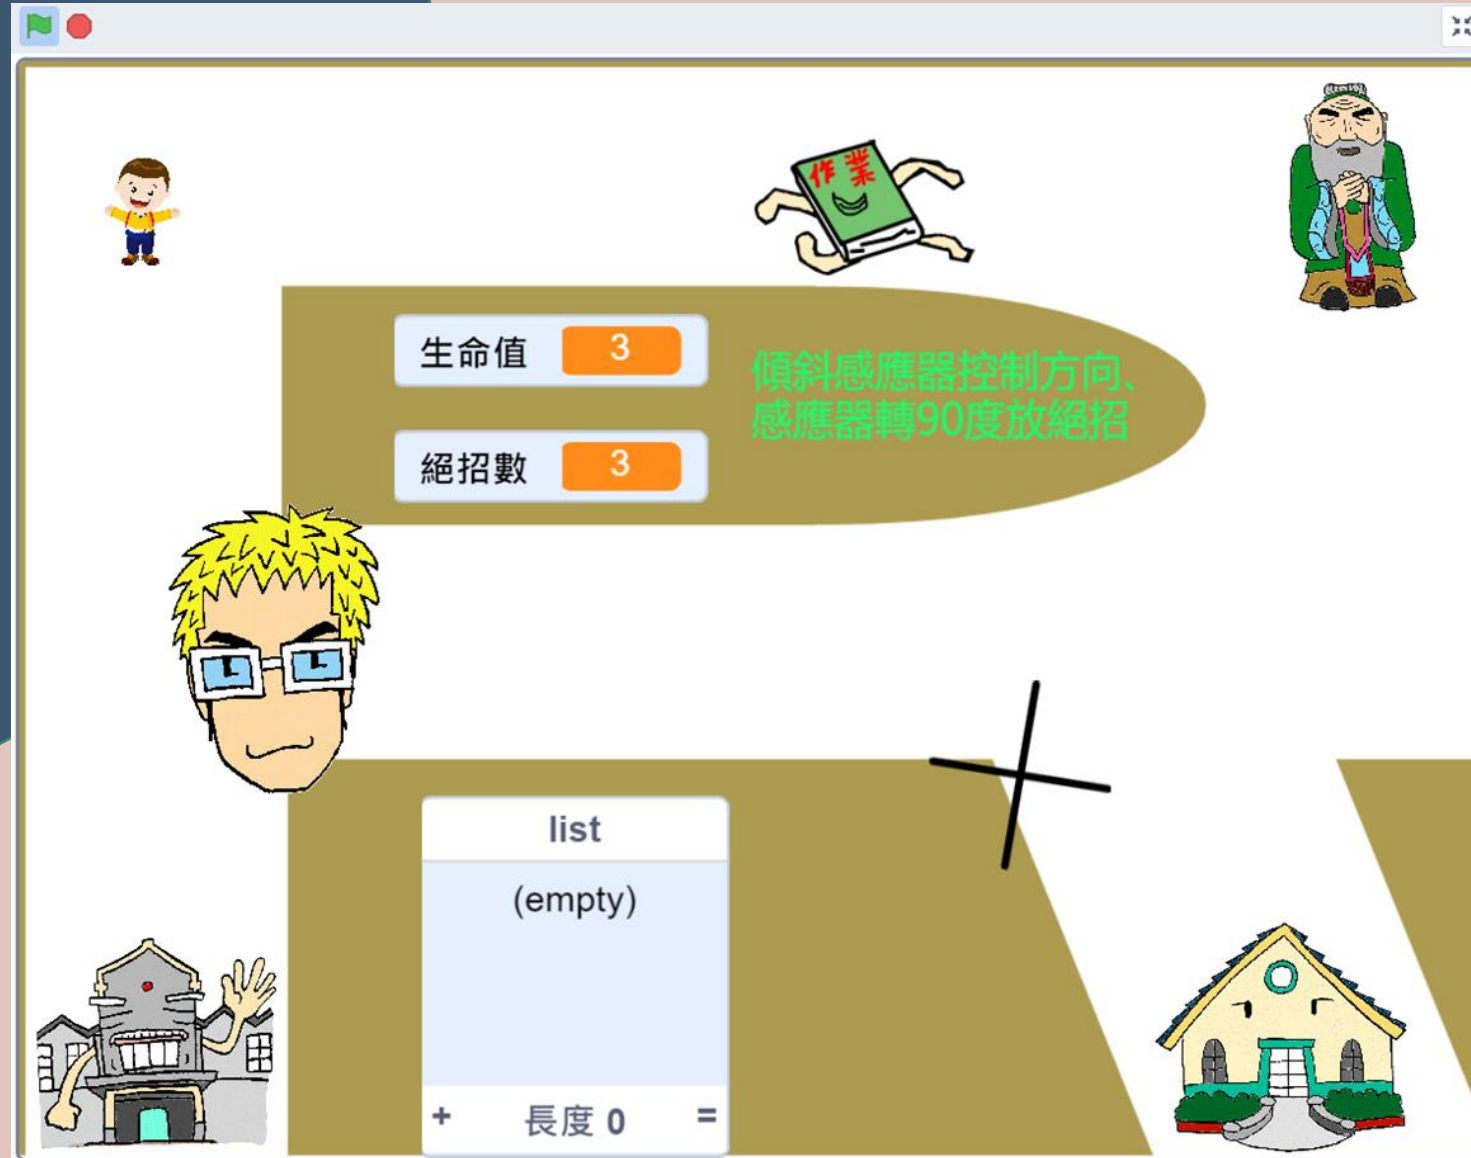 作業
生命值 3
傾斜感應器控制方向、
感應器轉90度放絕招
絕招數 3
list
(empty)
+ 長度 0 =